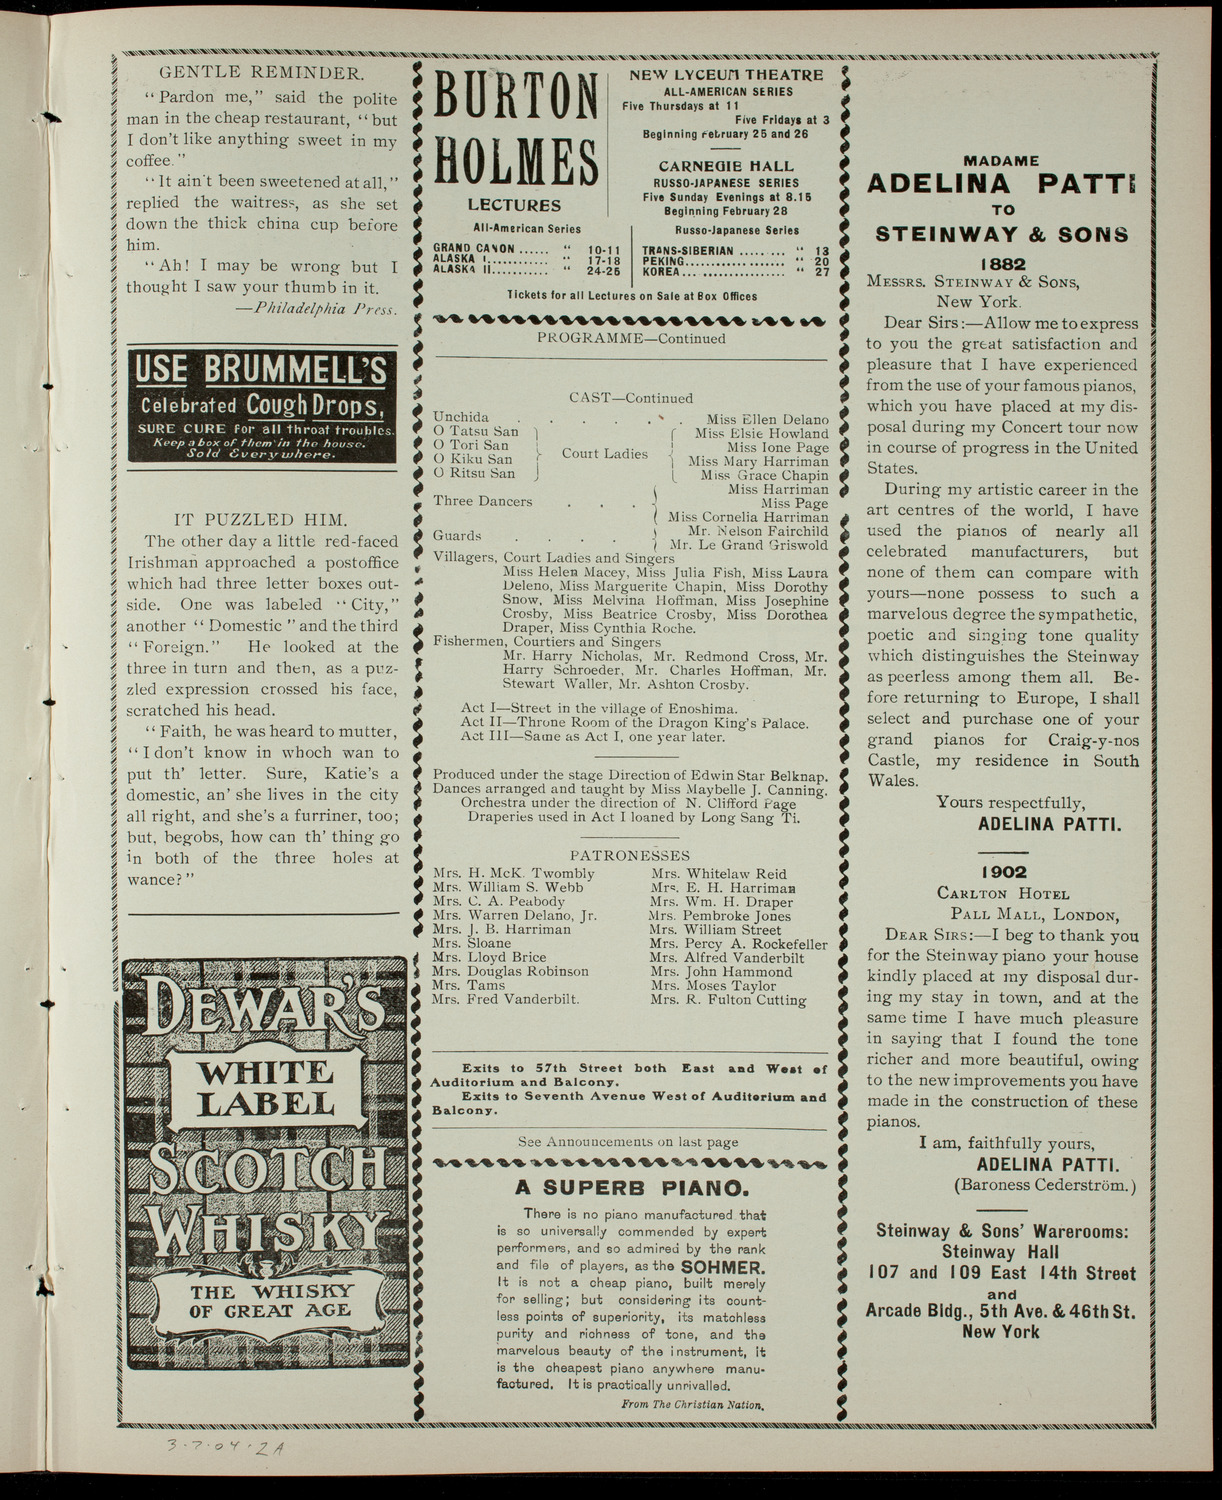 GENTLE REMINDER.
“Pardon me,” said the polite
man in the cheap restaurant, “but
I don't like anything sweet in my
coffee.”
“It ain't been sweetened at all,”
replied the waitress, as she set
down the thick china cup before
him.
“Ah! I may be wrong but I
thought I saw your thumb in it.
—Philadelphia Press.
USE BRUMMELL'S
Celebrated Cough Drops,
SURE CURE For all throat troubles.
Keep a box of them in the house.
Sold Everywhere.
IT PUZZLED HIM.
The other day a little red-faced
Irishman approached a postoffice
which had three letter boxes out-
side. One was labeled “City,”
another “Domestic” and the third
“Foreign.” He looked at the
three in turn and then, as a puz-
zled expression crossed his face,
scratched his head.
“Faith, he was heard to mutter,
“I don't know in whoch wan to
put th' letter. Sure, Katie's a
domestic, an' she lives in the city
all right, and she's a furriner, too;
but, begobs, how can th' thing go
in both of the three holes at
wance?”
DEWAR'S
WHITE
LABEL
SCOTCH
WHISKY
THE WHISKY
OF GREAT AGE
BURTON
HOLMES
LECTURES
NEW LYCEUM THEATRE
ALL-AMERICAN SERIES
Five Thursdays at 11
Five Fridays at 3
Beginning February 25 and 26
CARNEGIE HALL
RUSSO-JAPANESE SERIES
Five Sunday Evenings at 8.15
Beginning February 28
All-American Series
GRAND CANON ...... “ 10-11
ALASKA I............ “ 17-18
ALASKA II........... “ 24-25
Russo-Japanese Series
TRANS-SIBERIAN ..... ... “ 13
PEKING.................. “ 20
KOREA... ................ “ 27
Tickets for all Lectures on Sale at Box Offices
PROGRAMME—Continued
CAST—Continued
Unchida . . . . . . Miss Ellen Delano
O Tatsu San Miss Elsie Howland
O Tori San Miss Ione Page
O Kiku San Court Ladies Miss Mary Harriman
O Ritsu San Miss Grace Chapin
Miss Harriman
Three Dancers . . . Miss Page
Miss Cornelia Harriman
Guards . . . . Mr. Nelson Fairchild
Mr. Le Grand Griswold
Villagers, Court Ladies and Singers
Miss Helen Macey, Miss Julia Fish, Miss Laura
Deleno, Miss Marguerite Chapin, Miss Dorothy
Snow, Miss Melvina Hoffman, Miss Josephine
Crosby, Miss Beatrice Crosby, Miss Dorothea
Draper, Miss Cynthia Roche.
Fishermen, Courtiers and Singers
Mr. Harry Nicholas, Mr. Redmond Cross, Mr.
Harry Schroeder, Mr. Charles Hoffman, Mr.
Stewart Waller, Mr. Ashton Crosby.
Act I—Street in the village of Enoshima.
Act II—Throne Room of the Dragon King's Palace.
Act III—Same as Act I, one year later.
Produced under the stage Direction of Edwin Star Belknap.
Dances arranged and taught by Miss Maybelle J. Canning.
Orchestra under the direction of N. Clifford Page
Draperies used in Act I loaned by Long Sang Ti.
PATRONESSES
Mrs. H. McK. Twombly Mrs. Whitelaw Reid
Mrs. William S. Webb Mrs. E. H. Harriman
Mrs. C. A. Peabody Mrs. Wm. H. Draper
Mrs. Warren Delano, Jr. Mrs. Pembroke Jones
Mrs. J. B. Harriman Mrs. William Street
Mrs. Sloane Mrs. Percy A. Rockefeller
Mrs. Lloyd Brice Mrs. Alfred Vanderbilt
Mrs. Douglas Robinson Mrs. John Hammond
Mrs. Tams Mrs. Moses Taylor
Mrs. Fred Vanderbilt. Mrs. R. Fulton Cutting
Exits to 57th Street both East and West of
Auditorium and Balcony.
Exits to Seventh Avenue West of Auditorium and
Balcony.
See Announcements on last page
A SUPERB PIANO.
There is no piano manufactured that
is so universally commended by expert
performers, and so admired by the rank
and file of players, as the SOHMER.
It is not a cheap piano, built merely
for selling; but considering its count-
less points of superiority, its matchless
purity and richness of tone, and the
marvelous beauty of the instrument, it
is the cheapest piano anywhere manu-
factured. It is practically unrivalled.
From The Christian Nation.
MADAME
ADELINA PATTI
TO
STEINWAY & SONS
1882
MESSRS. STEINWAY & SONS,
New York.
Dear Sirs:—Allow me to express
to you the great satisfaction and
pleasure that I have experienced
from the use of your famous pianos,
which you have placed at my dis-
posal during my Concert tour now
in course of progress in the United
States.
During my artistic career in the
art centres of the world, I have
used the pianos of nearly all
celebrated manufacturers, but
none of them can compare with
yours—none possess to such a
marvelous degree the sympathetic,
poetic and singing tone quality
which distinguishes the Steinway
as peerless among them all. Be-
fore returning to Europe, I shall
select and purchase one of your
grand pianos for Craig-y-nos
Castle, my residence in South
Wales.
Yours respectfully,
ADELINA PATTI.
1902
CARLTON HOTEL
PALL MALL, LONDON,
DEAR SIRS:—I beg to thank you
for the Steinway piano your house
kindly placed at my disposal dur-
ing my stay in town, and at the
same time I have much pleasure
in saying that I found the tone
richer and more beautiful, owing
to the new improvements you have
made in the construction of these
pianos.
I am, faithfully yours,
ADELINA PATTI.
(Baroness Cederström.)
Steinway & Sons' Warerooms:
Steinway Hall
107 and 109 East 14th Street
and
Arcade Bldg., 5th Ave. & 46th St.
New York
3-7-04-2A